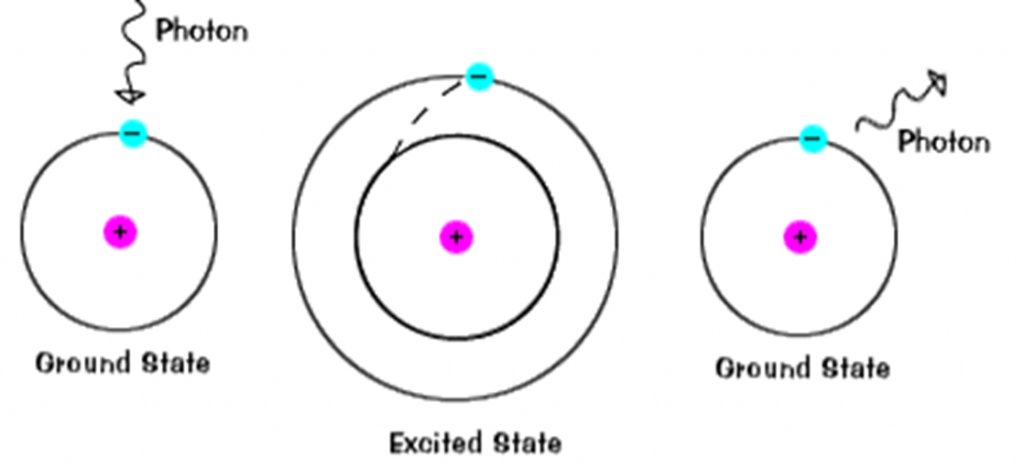 Photon
−
+
Ground State
−
+
Excited State
−
Photon
+
Ground State